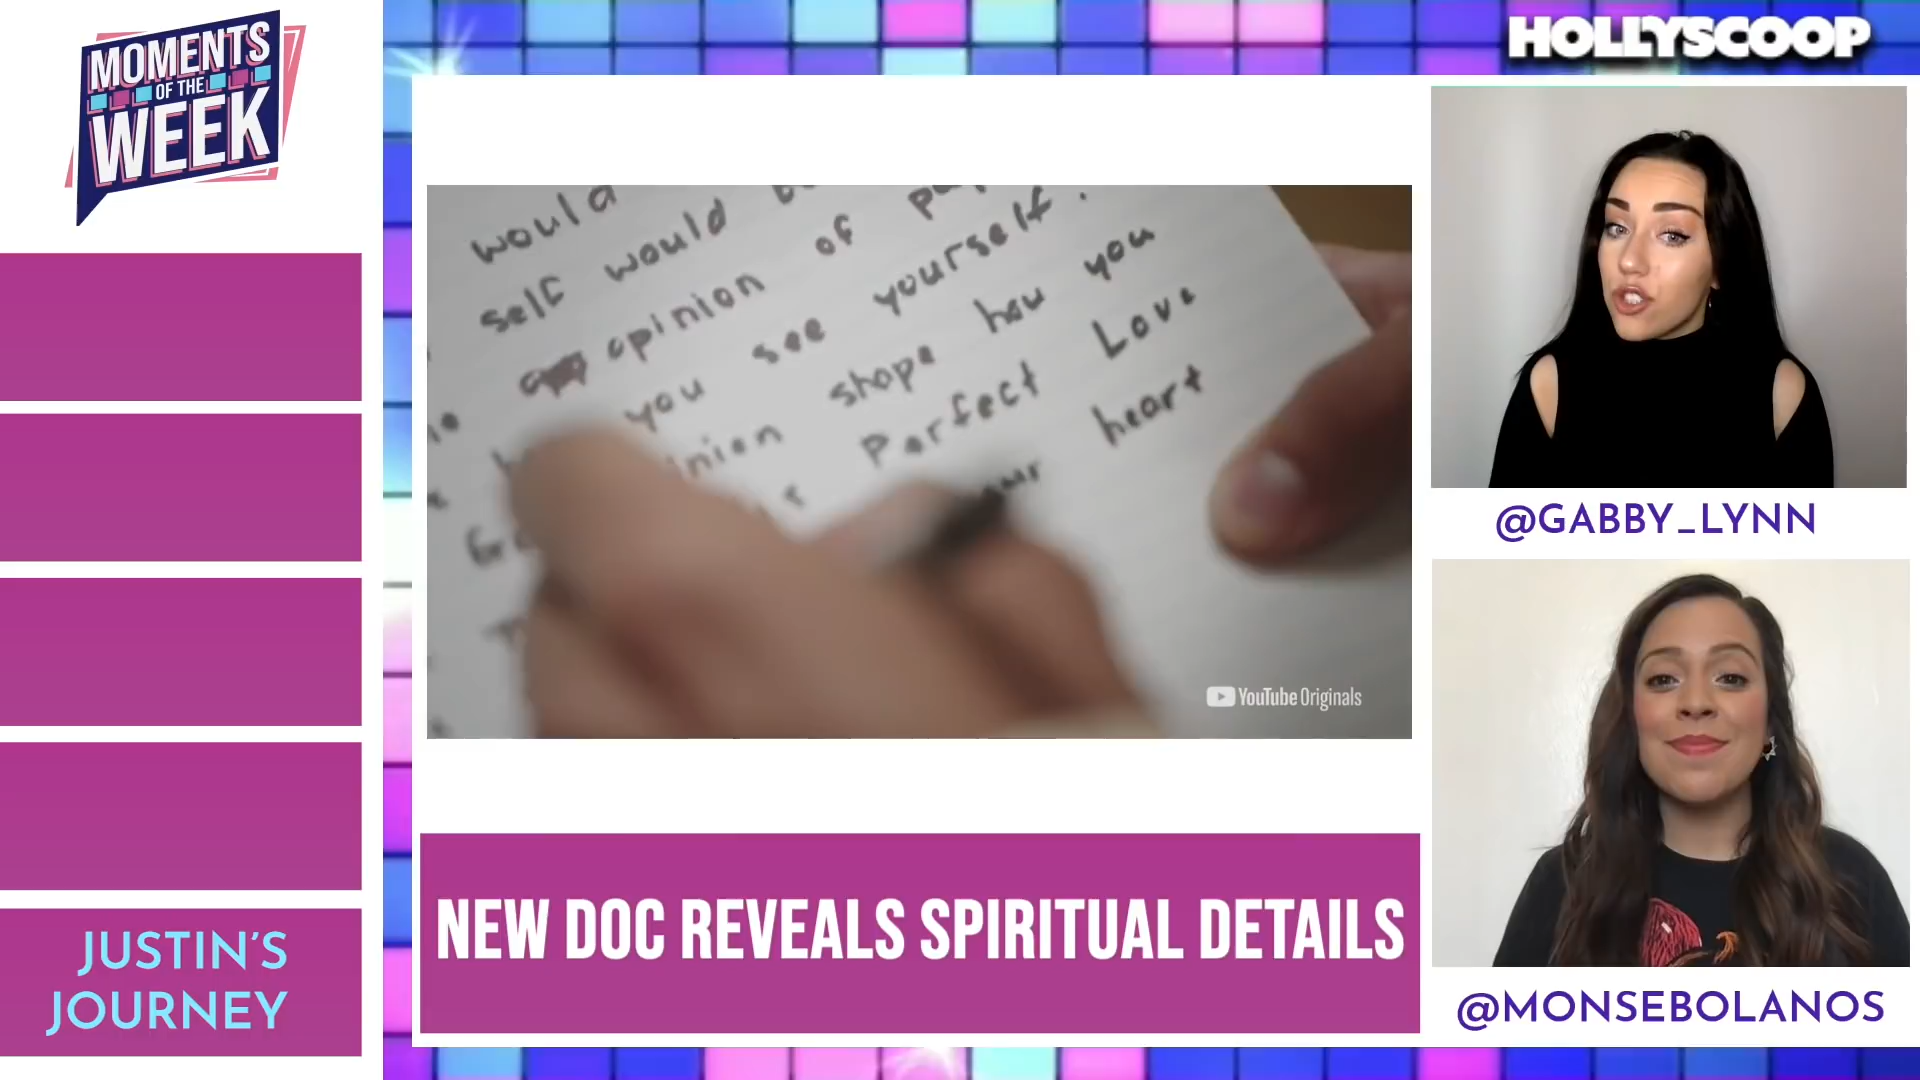 MOMENTS
OF THE
WEEK
HOLLYSCOOP
would
self would
opinion of
you see yourself.
shape how you
Perfect Love
heart
YouTube Originals
@GABBY_LYNN
@MONSEBOLANOS
NEW DOC REVEALS SPIRITUAL DETAILS
JUSTIN'S
JOURNEY